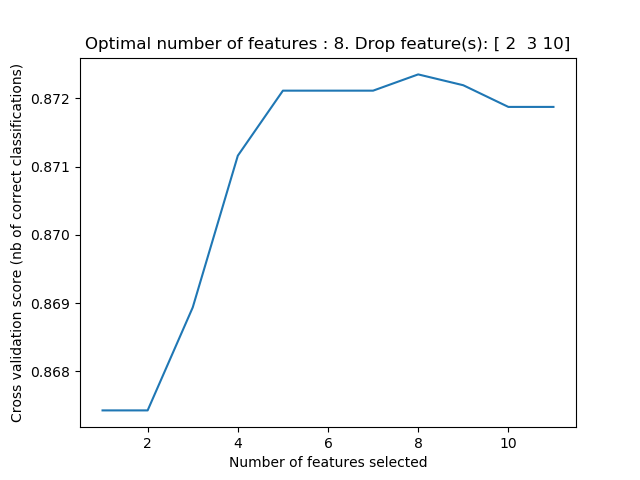 Optimal number of features : 8. Drop feature(s): [ 2  3 10]
Cross validation score (nb of correct classifications)
0.872
0.871
0.870
0.869
0.868
2 4 6 8 10
Number of features selected